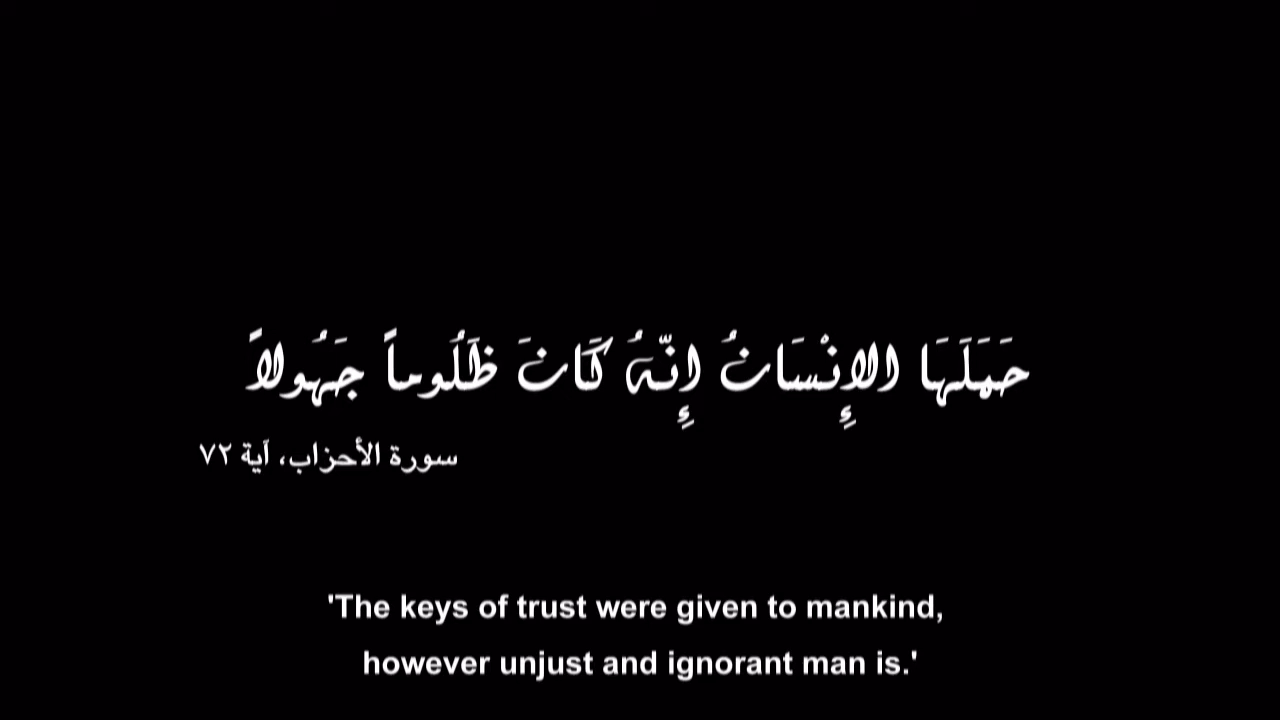 حَمَلَهَا الإِنْسَانُ إِنَّهُ كَانَ ظَلُوماً جَهُولاً
سورة الأحزاب، آية ٧٢
'The keys of trust were given to mankind,
however unjust and ignorant man is.'